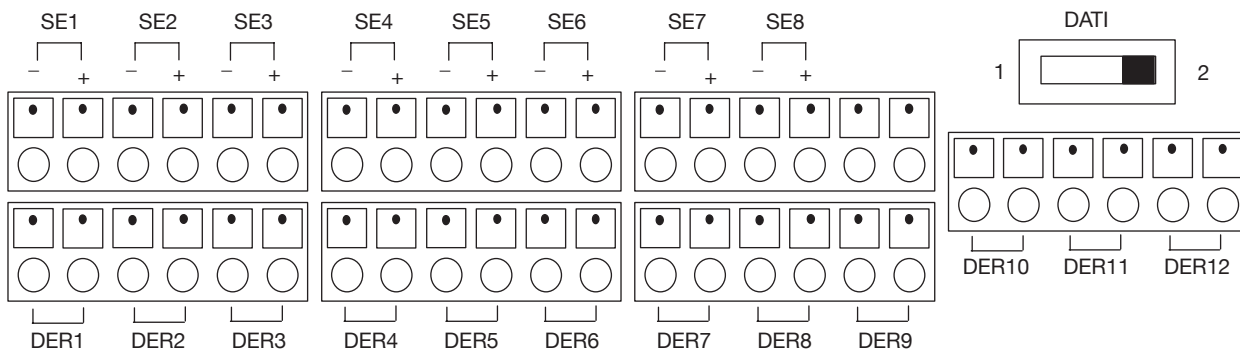 SE1 SE2 SE3 SE4 SE5 SE6 SE7 SE8 DATI
− + − + − + − + − + − + − + − +
1 2
DER10 DER11 DER12
DER1 DER2 DER3 DER4 DER5 DER6 DER7 DER8 DER9